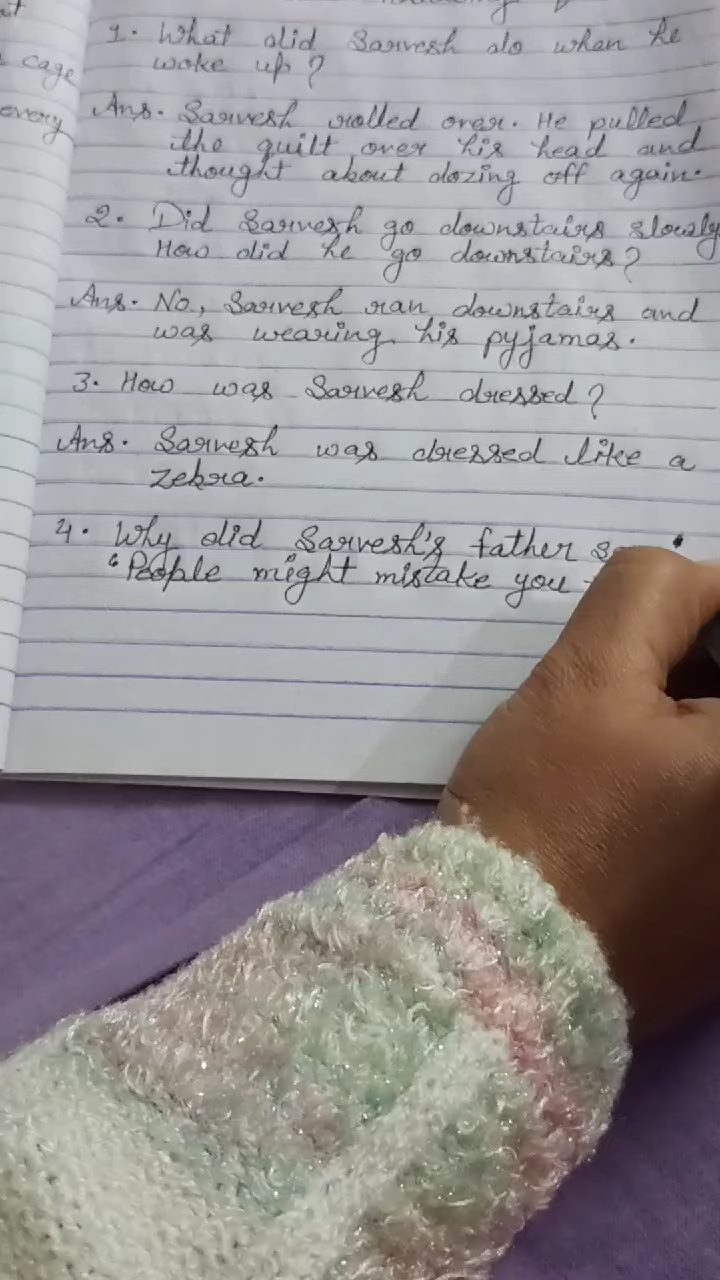 at
cage
every
1. What did Sarvesh do when he
woke up?
Ans. Sarvesh rolled over. He pulled
the quilt over his head and
thought about dozing off again.
2. Did Sarvesh go downstairs slowly
How did he go downstairs?
Ans. No, Sarvesh ran downstairs and
was wearing his pyjamas.
3. How was Sarvesh dressed?
Ans. Sarvesh was dressed like a
zebra.
4. Why did Sarvesh's father
"People might mistake you